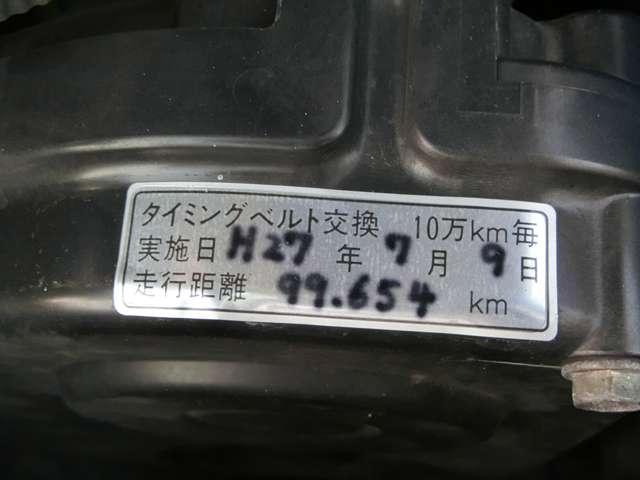 タイミングベルト交換 10万km毎
実施日 H27 年 7 月 9 日
走行距離 99.654 km